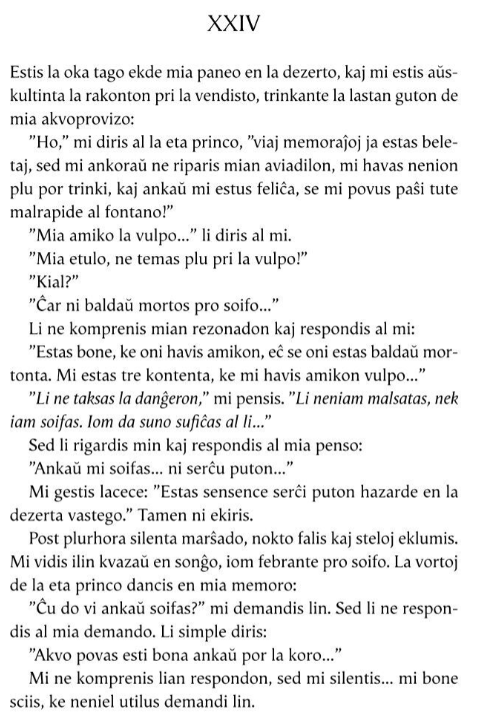 XXIV
Estis la oka tago ekde mia paneo en la dezerto, kaj mi estis aŭs-
kultinta la rakonton pri la vendisto, trinkante la lastan guton de
mia akvoprovizo:
”Ho,” mi diris al la eta princo, ”viaj memoraĵoj ja estas bele-
taj, sed mi ankoraŭ ne riparis mian aviadilon, mi havas nenion
plu por trinki, kaj ankaŭ mi estus feliĉa, se mi povus paŝi tute
malrapide al fontano!”
”Mia amiko la vulpo...” li diris al mi.
”Mia etulo, ne temas plu pri la vulpo!”
”Kial?”
”Ĉar ni baldaŭ mortos pro soifo...”
Li ne komprenis mian rezonadon kaj respondis al mi:
”Estas bone, ke oni havis amikon, eĉ se oni estas baldaŭ mor-
tonta. Mi estas tre kontenta, ke mi havis amikon vulpo...”
”Li ne taksas la danĝeron,” mi pensis. ”Li neniam malsatas, nek
iam soifas. Iom da suno sufiĉas al li...”
Sed li rigardis min kaj respondis al mia penso:
”Ankaŭ mi soifas... ni serĉu puton...”
Mi gestis lacece: ”Estas sensence serĉi puton hazarde en la
dezerta vastego.” Tamen ni ekiris.
Post plurhora silenta marŝado, nokto falis kaj steloj eklumis.
Mi vidis ilin kvazaŭ en sonĝo, iom febrante pro soifo. La vortoj
de la eta princo dancis en mia memoro:
”Ĉu do vi ankaŭ soifas?” mi demandis lin. Sed li ne respon-
dis al mia demando. Li simple diris:
”Akvo povas esti bona ankaŭ por la koro...”
Mi ne komprenis lian respondon, sed mi silentis... mi bone
sciis, ke neniel utilus demandi lin.